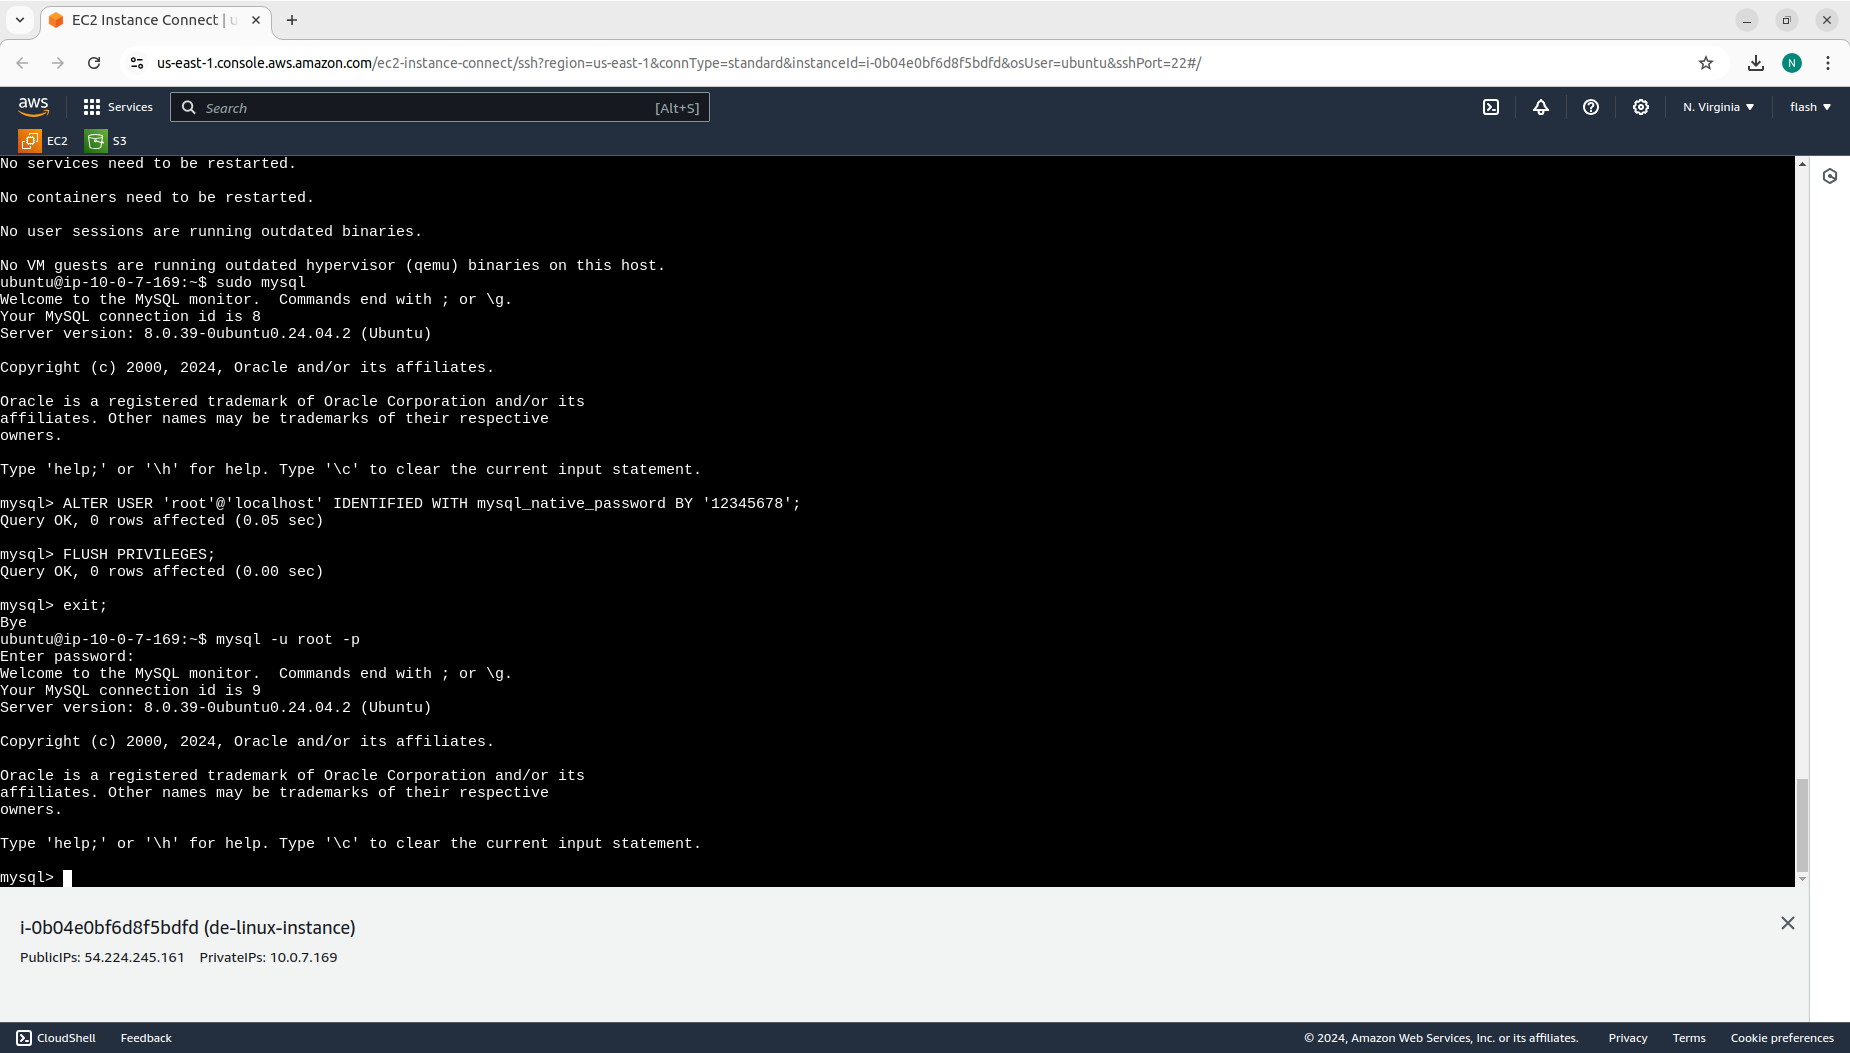 EC2 Instance Connect | u
us-east-1.console.aws.amazon.com/ec2-instance-connect/ssh?region=us-east-1&connType=standard&instanceId=i-0b04e0bf6d8f5bdfd&osUser=ubuntu&sshPort=22#/
N
aws
Services
Search
[Alt+S]
N. Virginia
flash
EC2
S3
No services need to be restarted.
No containers need to be restarted.
No user sessions are running outdated binaries.
No VM guests are running outdated hypervisor (qemu) binaries on this host.
ubuntu@ip-10-0-7-169:~$ sudo mysql
Welcome to the MySQL monitor.  Commands end with ; or \g.
Your MySQL connection id is 8
Server version: 8.0.39-0ubuntu0.24.04.2 (Ubuntu)
Copyright (c) 2000, 2024, Oracle and/or its affiliates.
Oracle is a registered trademark of Oracle Corporation and/or its
affiliates. Other names may be trademarks of their respective
owners.
Type 'help;' or '\h' for help. Type '\c' to clear the current input statement.
mysql> ALTER USER 'root'@'localhost' IDENTIFIED WITH mysql_native_password BY '12345678';
Query OK, 0 rows affected (0.05 sec)
mysql> FLUSH PRIVILEGES;
Query OK, 0 rows affected (0.00 sec)
mysql> exit;
Bye
ubuntu@ip-10-0-7-169:~$ mysql -u root -p
Enter password:
Welcome to the MySQL monitor.  Commands end with ; or \g.
Your MySQL connection id is 9
Server version: 8.0.39-0ubuntu0.24.04.2 (Ubuntu)
Copyright (c) 2000, 2024, Oracle and/or its affiliates.
Oracle is a registered trademark of Oracle Corporation and/or its
affiliates. Other names may be trademarks of their respective
owners.
Type 'help;' or '\h' for help. Type '\c' to clear the current input statement.
mysql>
i-0b04e0bf6d8f5bdfd (de-linux-instance)
PublicIPs: 54.224.245.161 PrivateIPs: 10.0.7.169
CloudShell
Feedback
© 2024, Amazon Web Services, Inc. or its affiliates.
Privacy
Terms
Cookie preferences